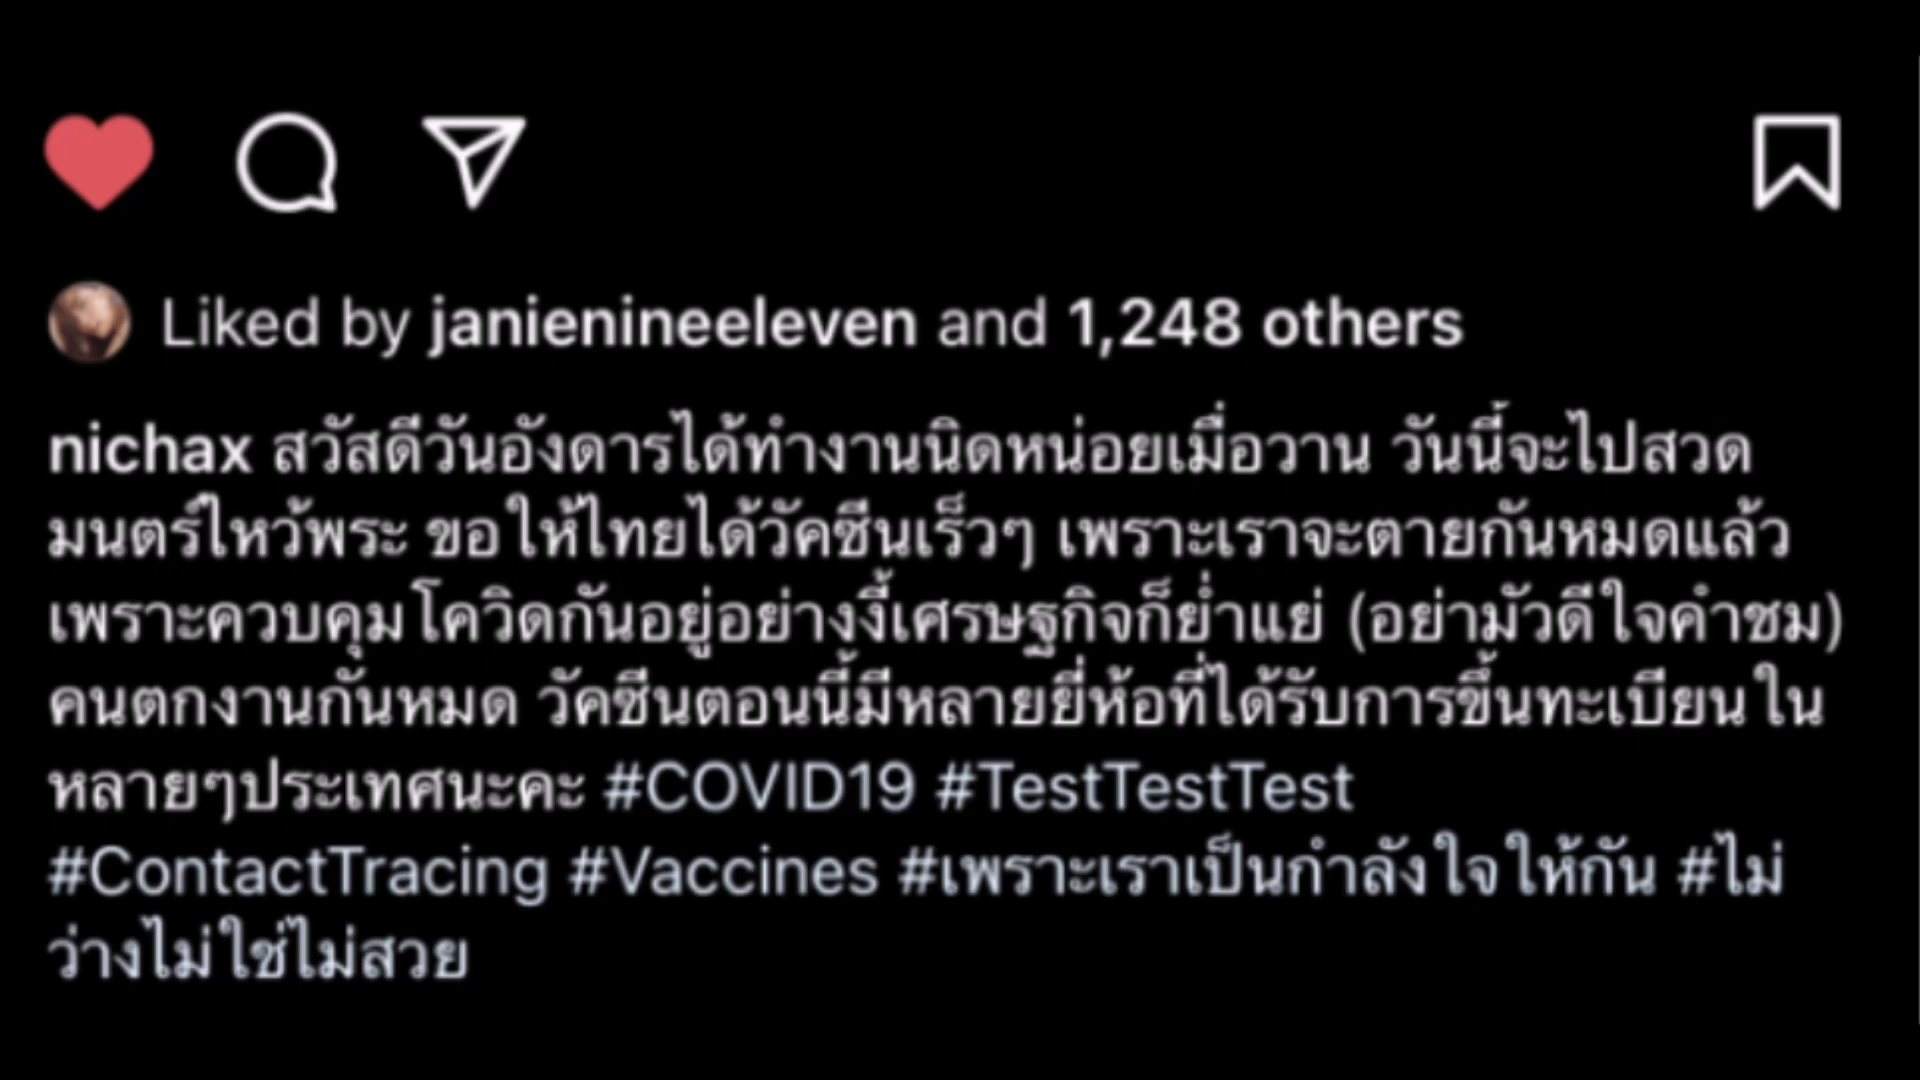 Liked by janienineeleven and 1,248 others
nichax สวัสดีวันอังดารได้ทำงานนิดหน่อยเมื่อวาน วันนี้จะไปสวด
มนตร์ไหว้พระ ขอให้ไทยได้วัคซีนเร็วๆ เพราะเราจะตายกันหมดแล้ว
เพราะควบคุมโควิดกันอยู่อย่างงี้เศรษฐกิจก็ย่ำแย่ (อย่ามัวดีใจคำชม)
คนตกงานกันหมด วัคซีนตอนนี้มีหลายยี่ห้อที่ได้รับการขึ้นทะเบียนใน
หลายๆประเทศนะคะ #COVID19 #TestTestTest
#ContactTracing #Vaccines #เพราะเราเป็นกำลังใจให้กัน #ไม่
ว่างไม่ใช่ไม่สวย